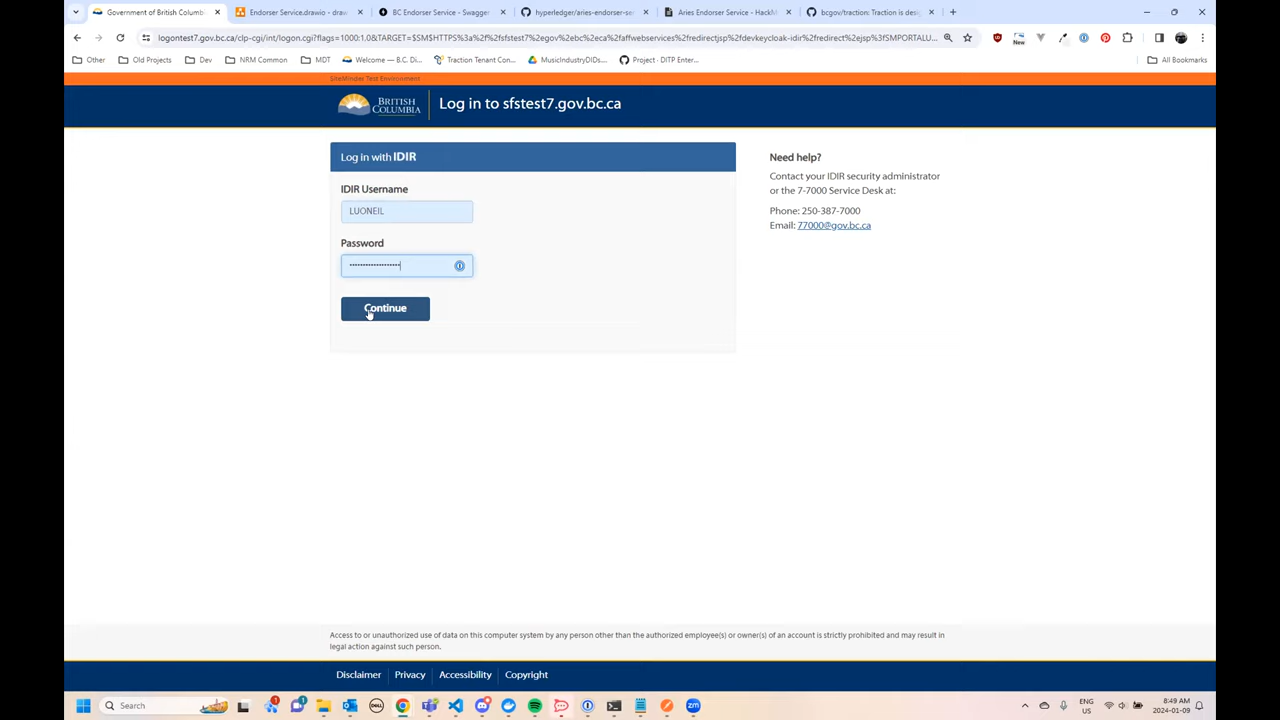 Government of British Columbi
Endorser Service.drawio - draw
BC Endorser Service - Swagger
hyperledger/aries-endorser-se
Aries Endorser Service - HackM
bcgov/traction: Traction is desi
logontest7.gov.bc.ca/clp-cgi/int/logon.cgi?flags=1000:1,0&TARGET=$SM$HTTPS%3a%2f%2fsfstest7%2egov%2ebc%2eca%2faffwebservices%2fredirectjsp%2fdevkeycloak-idir%2fredirect%2ejsp%3fSMPORTALU...
New
Other
Old Projects
Dev
NRM Common
MDT
Welcome — B.C. Di...
Traction Tenant Con...
MusicIndustryDIDs....
Project · DITP Enter...
All Bookmarks
SiteMinder Test Environment
BRITISH
COLUMBIA
Log in to sfstest7.gov.bc.ca
Log in with IDIR
IDIR Username
LUONEIL
Password
Continue
Need help?
Contact your IDIR security administrator
or the 7-7000 Service Desk at:
Phone: 250-387-7000
Email: 77000@gov.bc.ca
Access to or unauthorized use of data on this computer system by any person other than the authorized employee(s) or owner(s) of an account is strictly prohibited and may result in
legal action against such person.
Disclaimer
Privacy
Accessibility
Copyright
Search
ENG
US
8:49 AM
2024-01-09